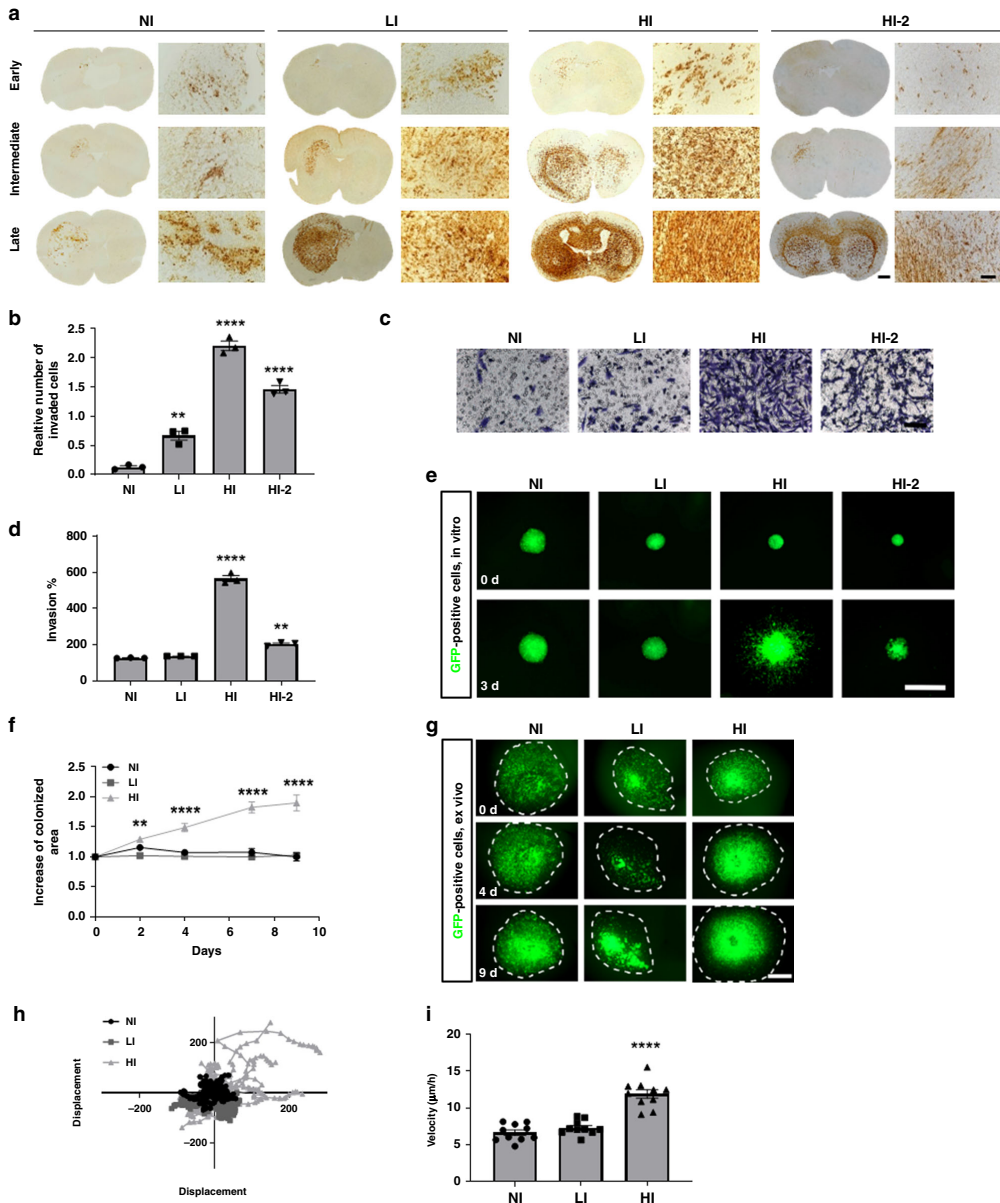 a
NI LI HI HI-2
Early
Intermediate
Late
b
Realtive number of
invaded cells
2.5
2.0
1.5
1.0
0.5
0.0
**
****
****
NI LI HI HI-2
c
NI LI HI HI-2
d
Invasion %
800
600
400
200
0
****
**
NI LI HI HI-2
e
NI LI HI HI-2
GFP-positive cells, in vitro
0 d
3 d
f
Increase of colonized
area
2.5
2.0
1.5
1.0
0.5
0.0
NI
LI
HI
**
****
****
****
0 2 4 6 8 10
Days
g
NI LI HI
GFP-positive cells, ex vivo
0 d
4 d
9 d
h
NI
LI
HI
Displacement
200
–200 200
–200
Displacement
i
Velocity (μm/h)
20
15
10
5
0
****
NI LI HI